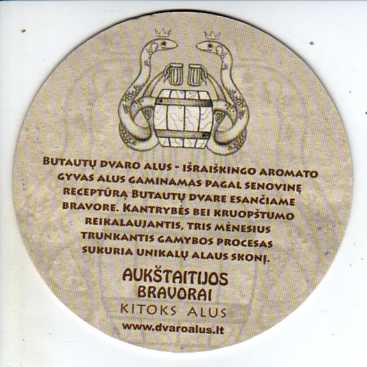 BUTAUTŲ DVARO ALUS - IŠRAIŠKINGO AROMATO
GYVAS ALUS GAMINAMAS PAGAL SENOVINĘ
RECEPTŪRĄ BUTAUTŲ DVARE ESANČIAME
BRAVORE. KANTRYBĖS BEI KRUOPŠTUMO
REIKALAUJANTIS, TRIS MĖNESIUS
TRUNKANTIS GAMYBOS PROCESAS
SUKURIA UNIKALŲ ALAUS SKONĮ.
AUKŠTAITIJOS
BRAVORAI
KITOKS ALUS
www.dvaroalus.lt